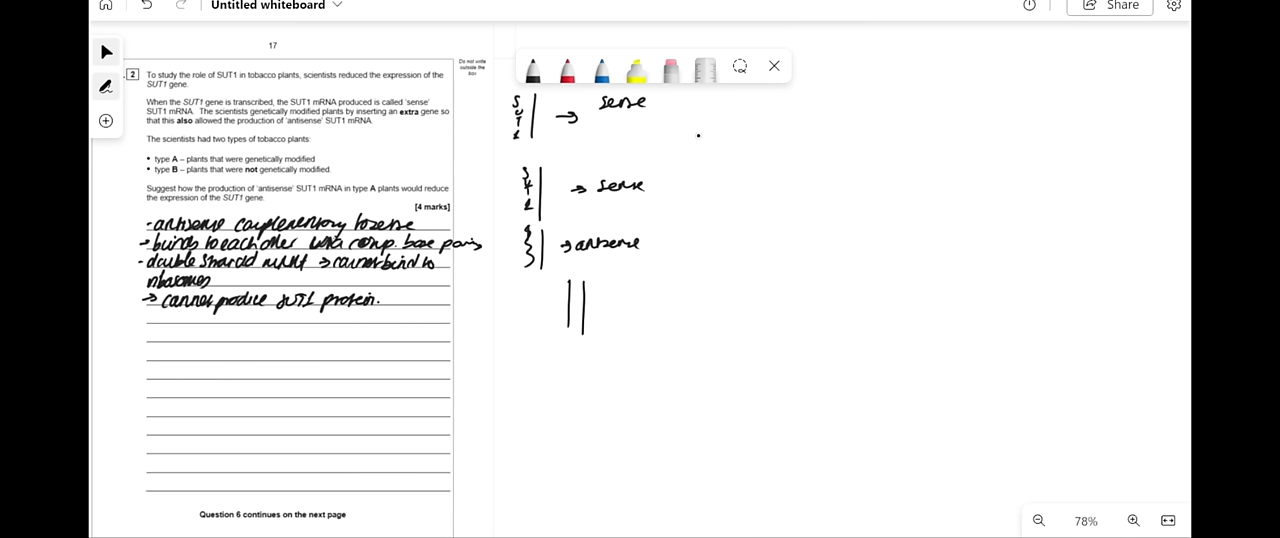 Untitled whiteboard
Share
17
Do not write outside the box
2 To study the role of SUT1 in tobacco plants, scientists reduced the expression of the
SUT1 gene.
When the SUT1 gene is transcribed, the SUT1 mRNA produced is called 'sense'
SUT1 mRNA. The scientists genetically modified plants by inserting an extra gene so
that this also allowed the production of 'antisense' SUT1 mRNA.
The scientists had two types of tobacco plants:
• type A – plants that were genetically modified
• type B – plants that were not genetically modified.
Suggest how the production of 'antisense' SUT1 mRNA in type A plants would reduce
the expression of the SUT1 gene.
[4 marks]
- antisense complementary to sense
→ binds to each other with comp. base pairs
- double stranded mRNA → cannot bind to
ribosomes
→ cannot produce SUT1 protein.
Question 6 continues on the next page
SUT1 → sense
SUT1 → sense
→ antisense
78%